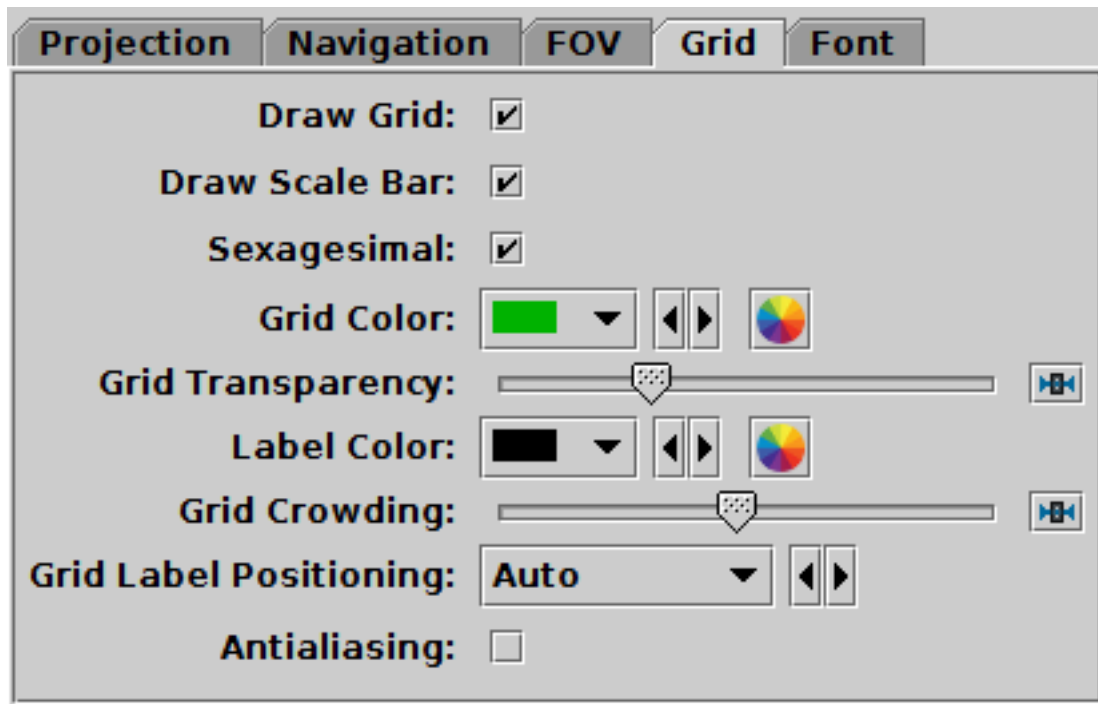 Projection Navigation FOV Grid Font
Draw Grid:
Draw Scale Bar:
Sexagesimal:
Grid Color:
Grid Transparency:
Label Color:
Grid Crowding:
Grid Label Positioning: Auto
Antialiasing: